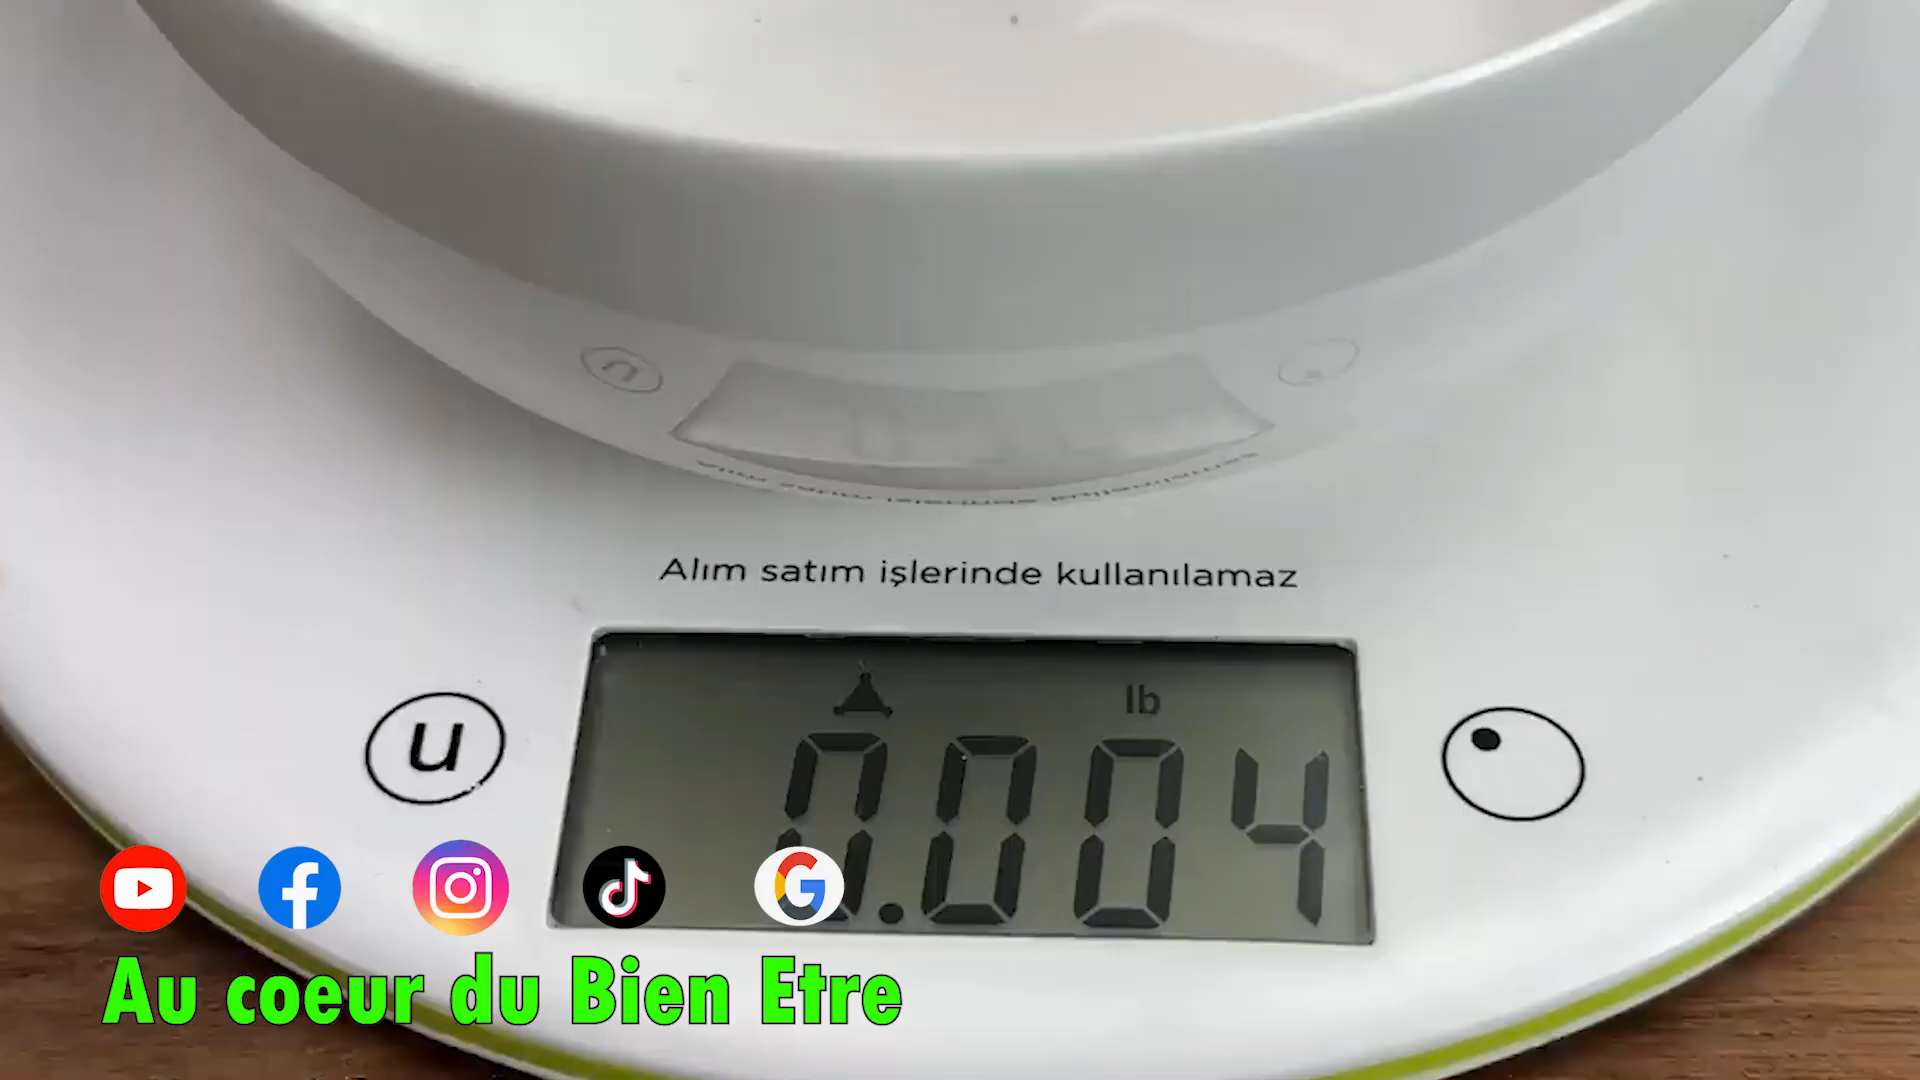 Alım satım işlerinde kullanılamaz
lb
u
0.004
Au coeur du Bien Etre